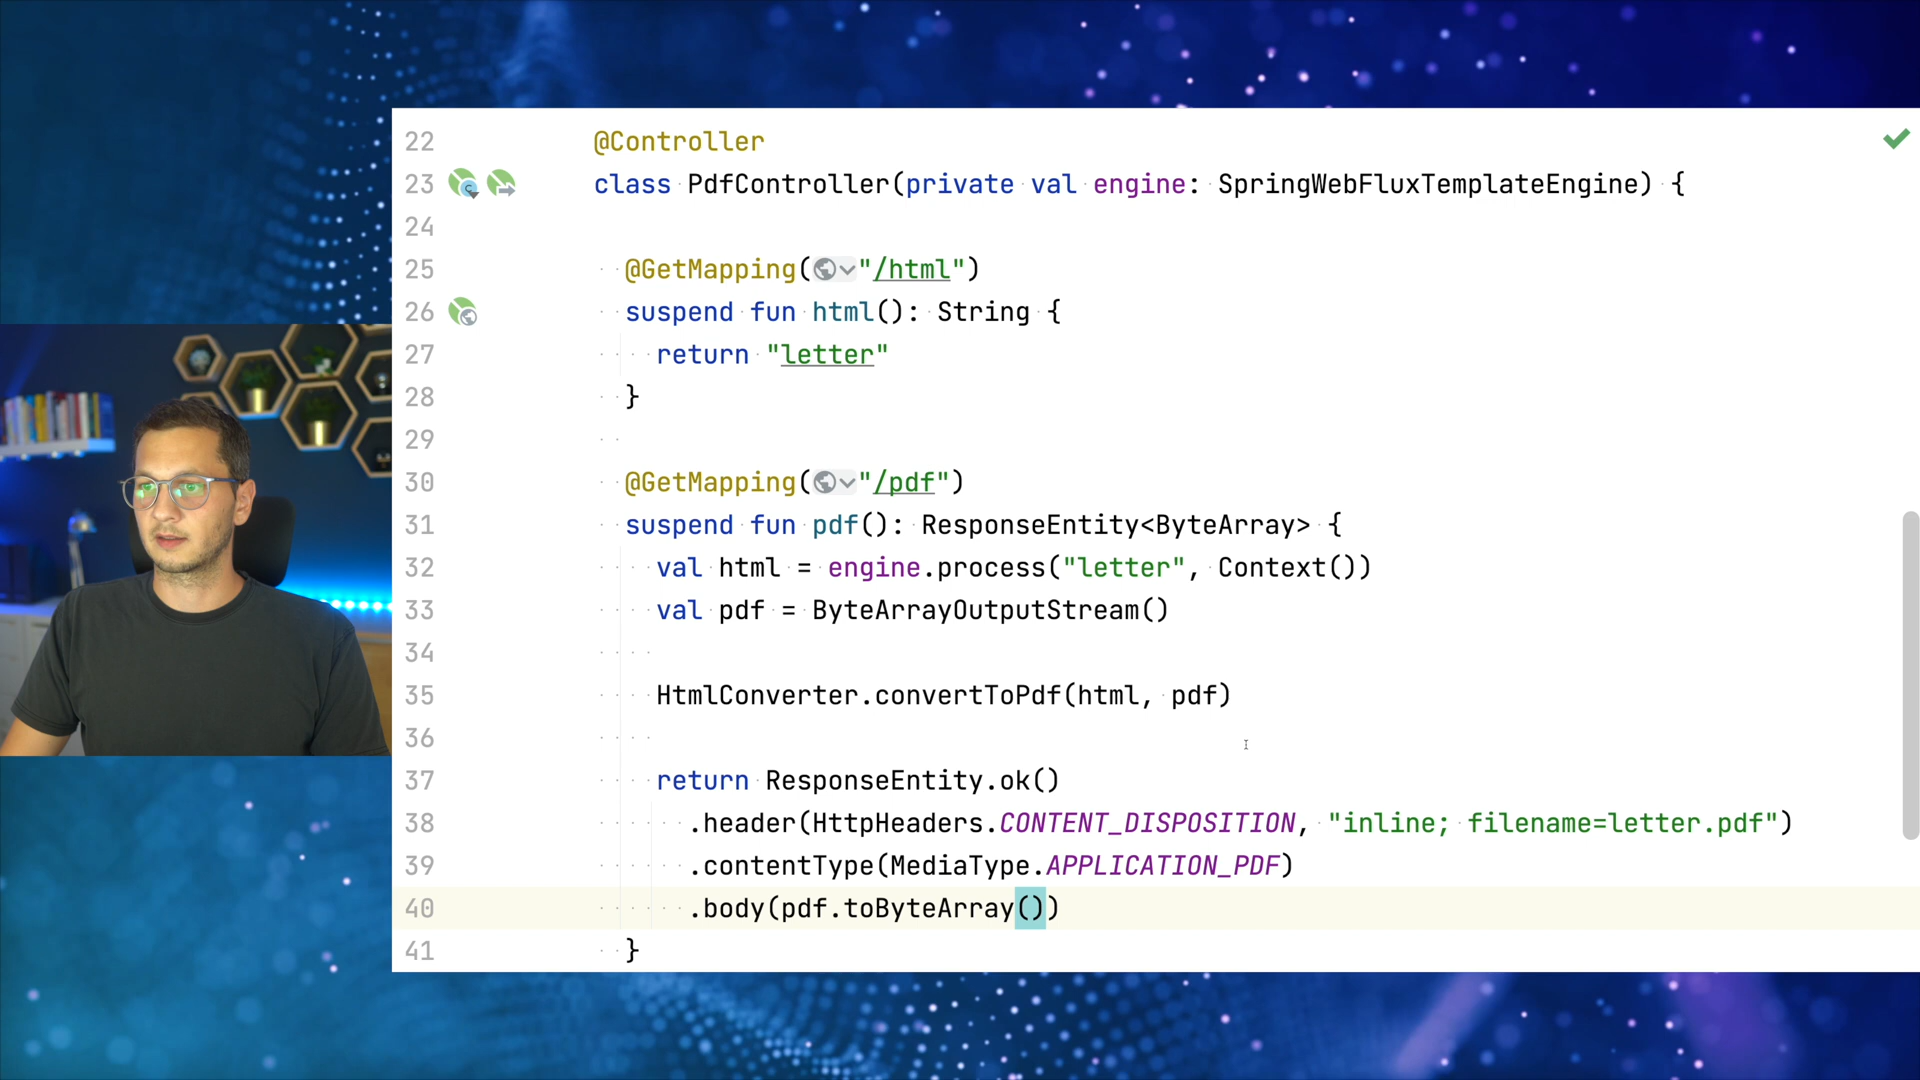 22 @Controller
23 class PdfController(private val engine: SpringWebFluxTemplateEngine) {
24
25 @GetMapping("/html")
26 suspend fun html(): String {
27 return "letter"
28 }
29
30 @GetMapping("/pdf")
31 suspend fun pdf(): ResponseEntity<ByteArray> {
32 val html = engine.process("letter", Context())
33 val pdf = ByteArrayOutputStream()
34
35 HtmlConverter.convertToPdf(html, pdf)
36
37 return ResponseEntity.ok()
38 .header(HttpHeaders.CONTENT_DISPOSITION, "inline; filename=letter.pdf")
39 .contentType(MediaType.APPLICATION_PDF)
40 .body(pdf.toByteArray())
41 }